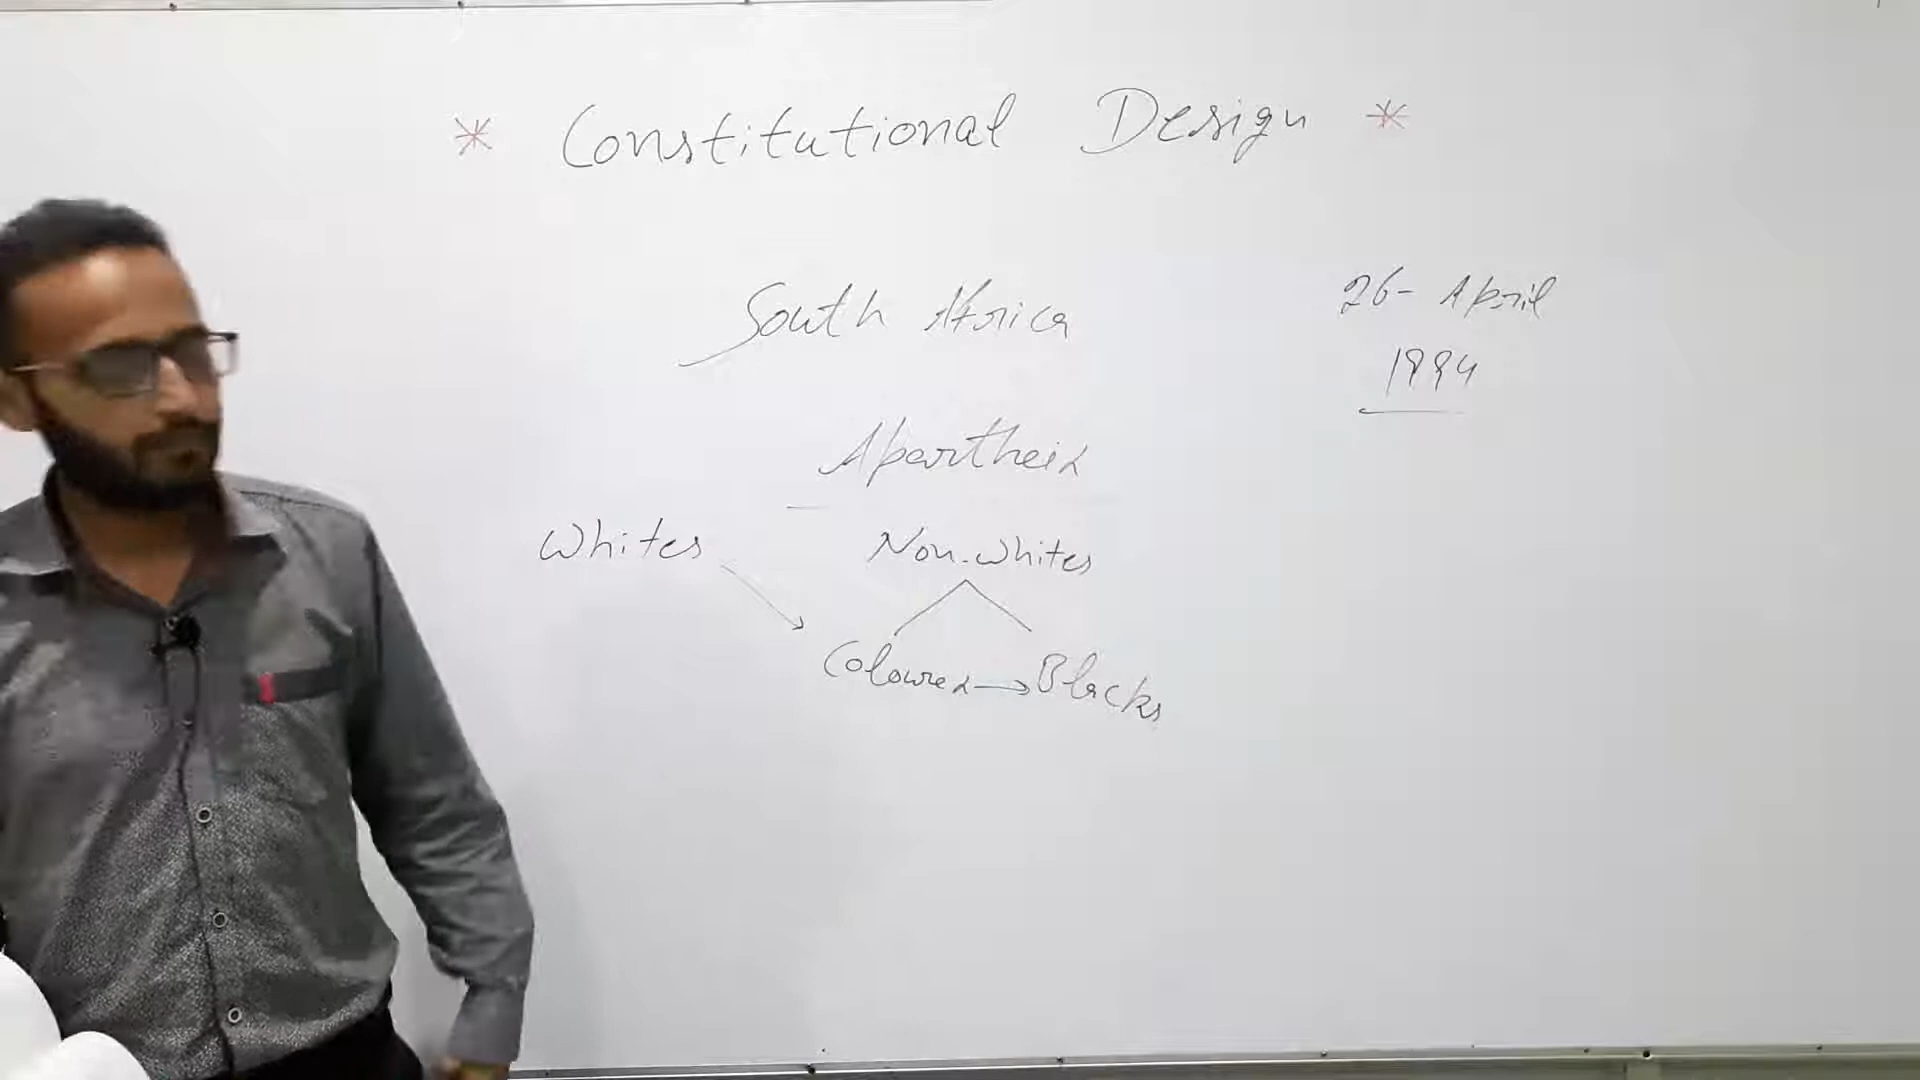 * Constitutional Design *
South Africa
26- April
1994
Apartheid
Whites
Non-Whites
Coloured → Blacks